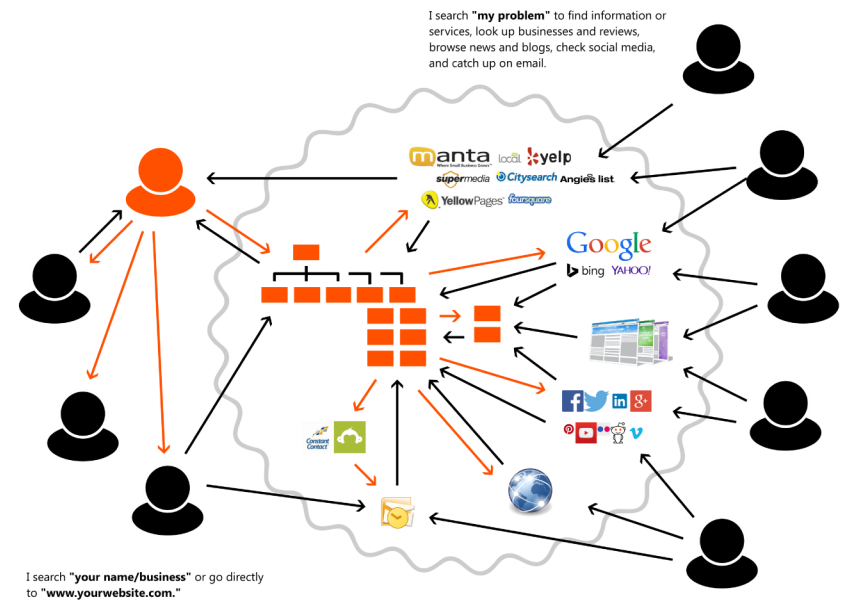 I search "my problem" to find information or
services, look up businesses and reviews,
browse news and blogs, check social media,
and catch up on email.
manta local yelp
Where Small Business Grows™
supermedia Citysearch Angie's list
YellowPages foursquare
Google
bing YAHOO!
f in g+
Constant Contact
I search "your name/business" or go directly
to "www.yourwebsite.com."